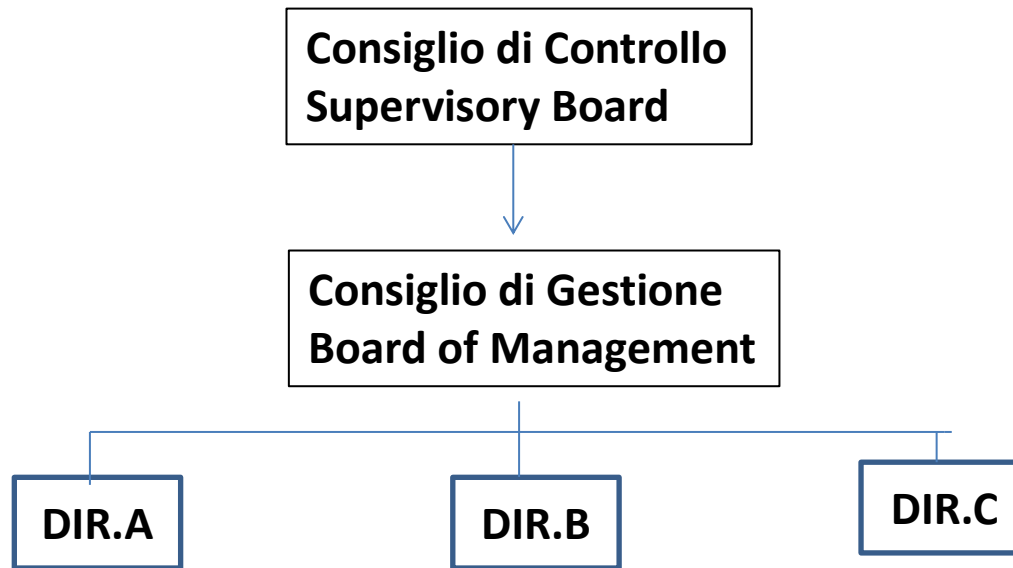 Consiglio di Controllo
Supervisory Board
Consiglio di Gestione
Board of Management
DIR.A
DIR.B
DIR.C